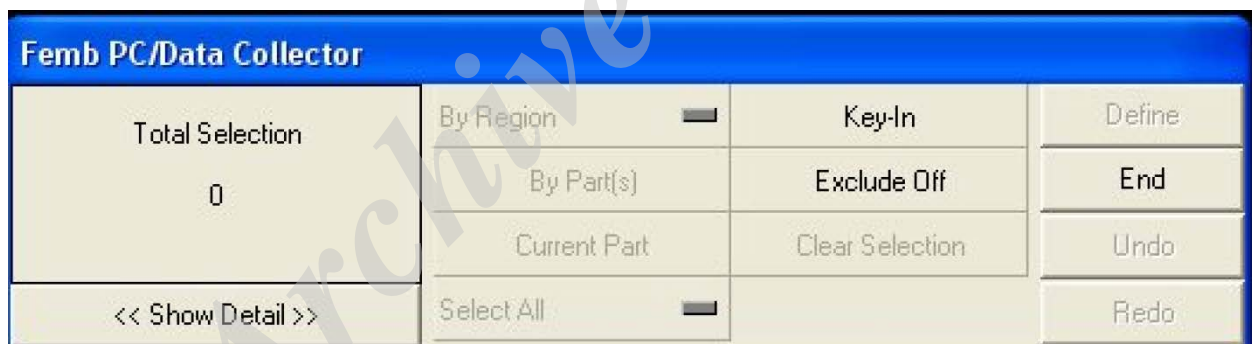 Femb PC/Data Collector
Total Selection
0
<< Show Detail >>
By Region
Key-In
Define
By Part(s)
Exclude Off
End
Current Part
Clear Selection
Undo
Select All
Redo
Archive